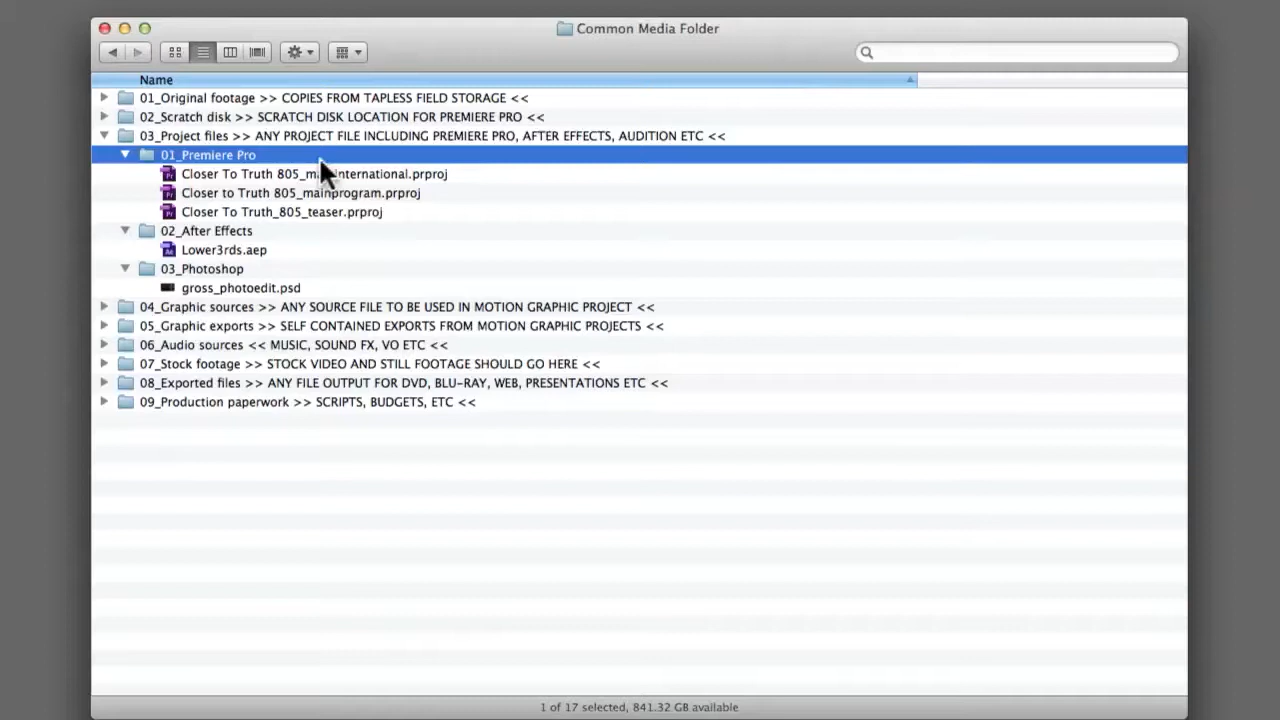 Common Media Folder
Name
01_Original footage >> COPIES FROM TAPLESS FIELD STORAGE <<
02_Scratch disk >> SCRATCH DISK LOCATION FOR PREMIERE PRO <<
03_Project files >> ANY PROJECT FILE INCLUDING PREMIERE PRO, AFTER EFFECTS, AUDITION ETC <<
01_Premiere Pro
Closer To Truth
Closer to Truth 805_mainprogram.prproj
Closer To Truth_805_teaser.prproj
02_After Effects
Lower3rds.aep
03_Photoshop
gross_photoedit.psd
04_Graphic sources >> ANY SOURCE FILE TO BE USED IN MOTION GRAPHIC PROJECT <<
05_Graphic exports >> SELF CONTAINED EXPORTS FROM MOTION GRAPHIC PROJECTS <<
06_Audio sources << MUSIC, SOUND FX, VO ETC <<
07_Stock footage >> STOCK VIDEO AND STILL FOOTAGE SHOULD GO HERE <<
08_Exported files >> ANY FILE OUTPUT FOR DVD, BLU-RAY, WEB, PRESENTATIONS ETC <<
09_Production paperwork >> SCRIPTS, BUDGETS, ETC <<
1 of 17 selected, 841.32 GB available